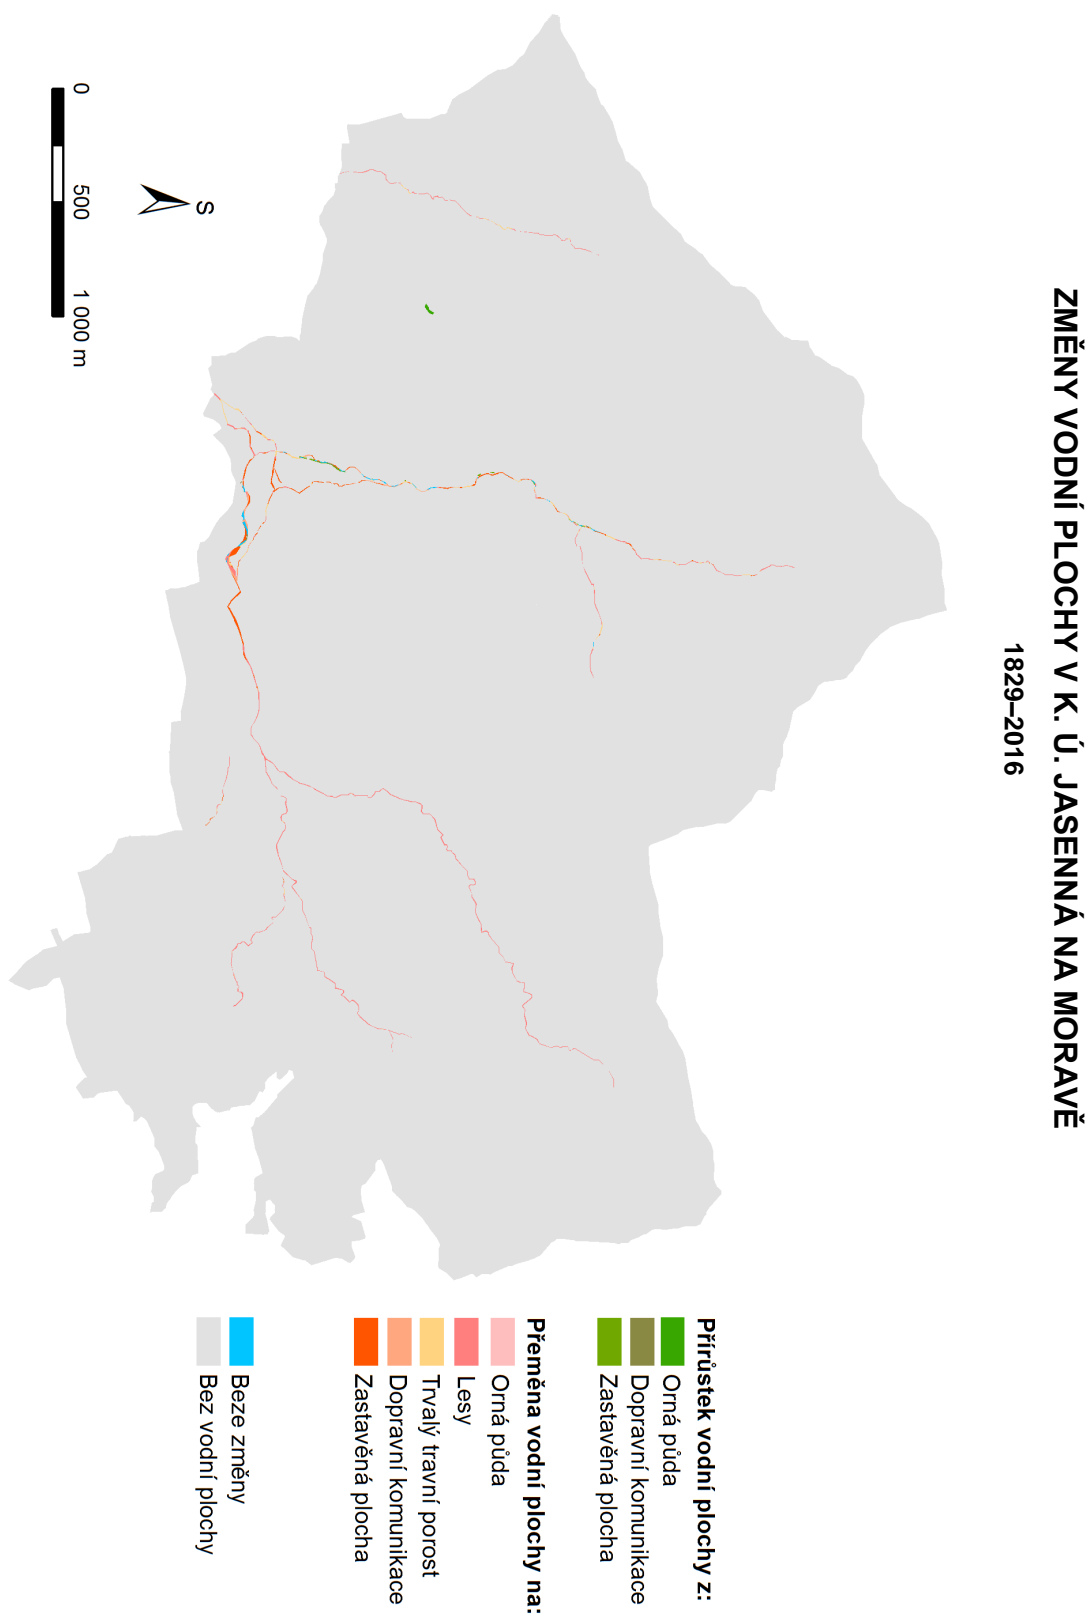 ZMĚNY VODNÍ PLOCHY V K. Ú. JASENNÁ NA MORAVĚ
1829–2016
Přírůstek vodní plochy z:
Orná půda
Dopravní komunikace
Zastavěná plocha
Přeměna vodní plochy na:
Orná půda
Lesy
Trvalý travní porost
Dopravní komunikace
Zastavěná plocha
Beze změny
Bez vodní plochy
S
0 500 1 000 m